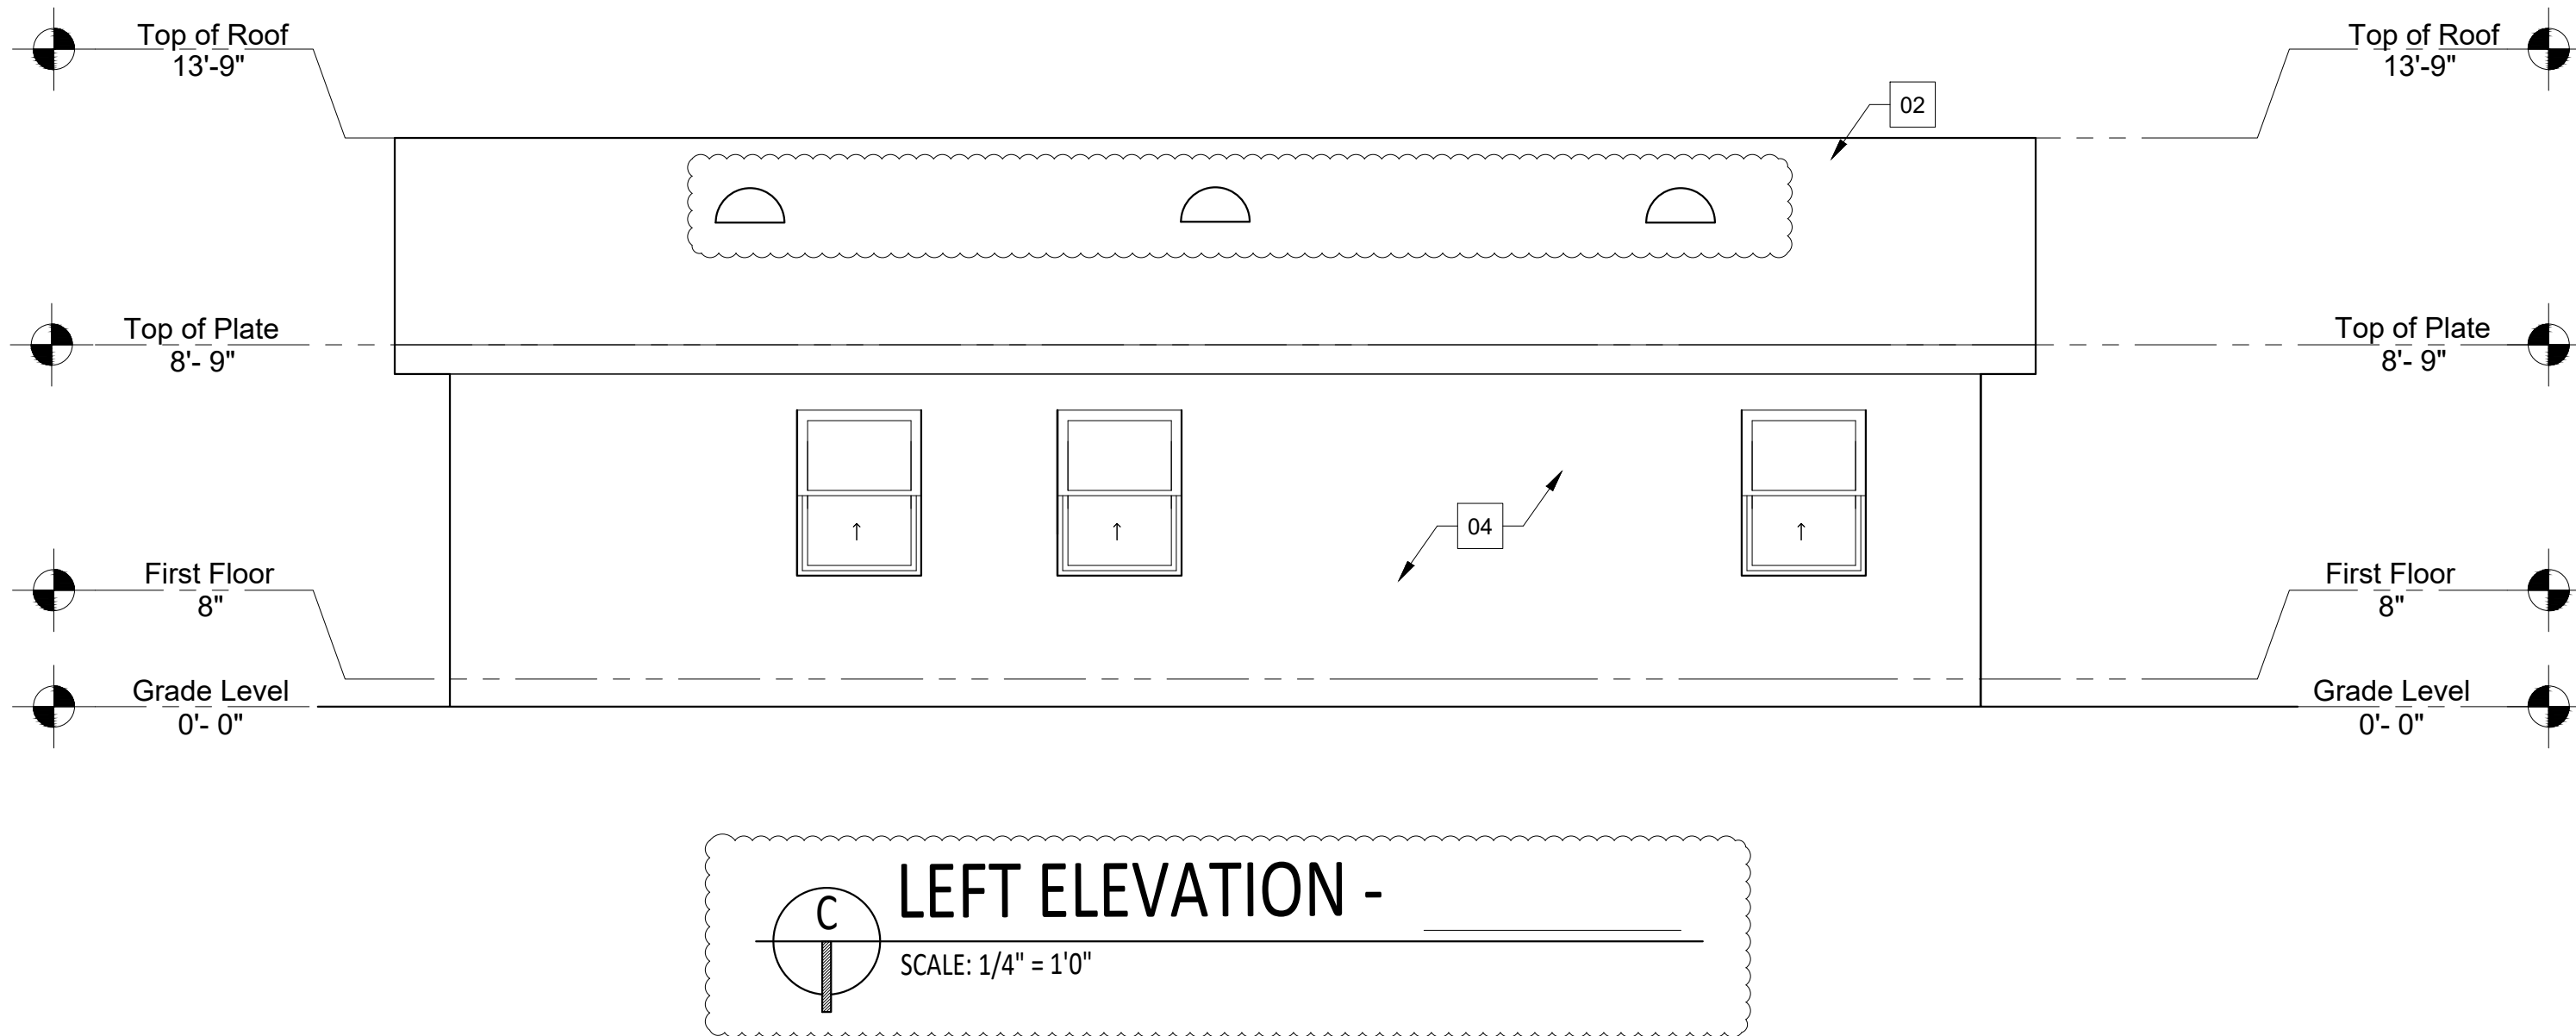 Top of Roof
13'-9"
Top of Roof
13'-9"
02
Top of Plate
8'- 9"
Top of Plate
8'- 9"
04
First Floor
8"
First Floor
8"
Grade Level
0'- 0"
Grade Level
0'- 0"
C
LEFT ELEVATION -
SCALE: 1/4" = 1'0"